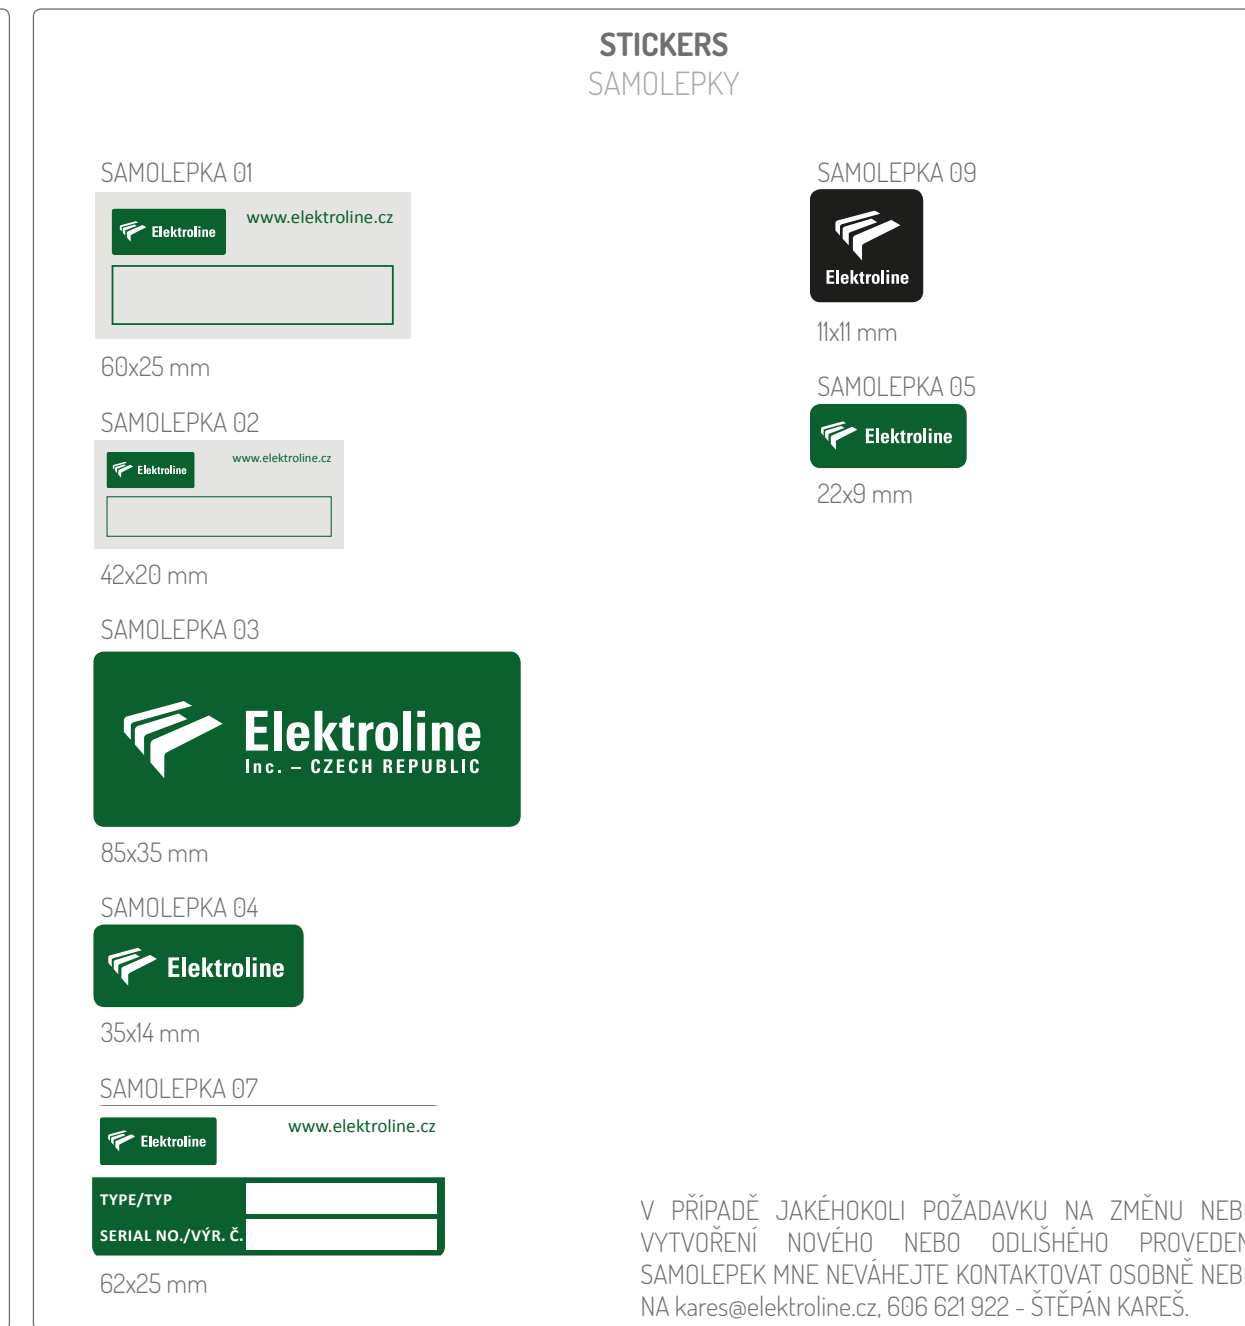 STICKERS
SAMOLEPKY
SAMOLEPKA 01
Elektroline
www.elektroline.cz
60x25 mm
SAMOLEPKA 02
Elektroline
www.elektroline.cz
42x20 mm
SAMOLEPKA 03
Elektroline
Inc. – CZECH REPUBLIC
85x35 mm
SAMOLEPKA 04
Elektroline
35x14 mm
SAMOLEPKA 07
Elektroline
www.elektroline.cz
TYPE/TYP
SERIAL NO./VÝR. Č.
62x25 mm
SAMOLEPKA 09
Elektroline
11x11 mm
SAMOLEPKA 05
Elektroline
22x9 mm
V PŘÍPADĚ JAKÉHOKOLI POŽADAVKU NA ZMĚNU NEBO
VYTVOŘENÍ NOVÉHO NEBO ODLIŠHÉHO PROVEDEN
SAMOLEPEK MNE NEVÁHEJTE KONTAKTOVAT OSOBNĚ NEBO
NA kares@elektroline.cz, 606 621 922 - ŠTĚPÁN KAREŠ.